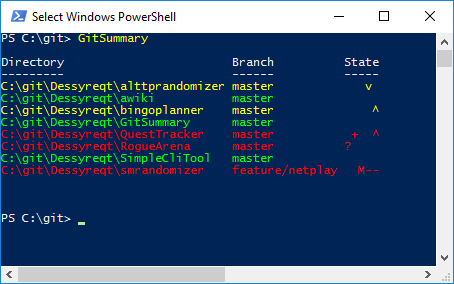 Select Windows PowerShell
PS C:\git> GitSummary
Directory Branch State
--------- ------ -----
C:\git\Dessyreqt\alttprandomizer master v
C:\git\Dessyreqt\awiki master
C:\git\Dessyreqt\bingoplanner master ^
C:\git\Dessyreqt\GitSummary master
C:\git\Dessyreqt\QuestTracker master + ^
C:\git\Dessyreqt\RogueArena master ?
C:\git\Dessyreqt\SimpleCliTool master
C:\git\Dessyreqt\smrandomizer feature/netplay M--
PS C:\git>